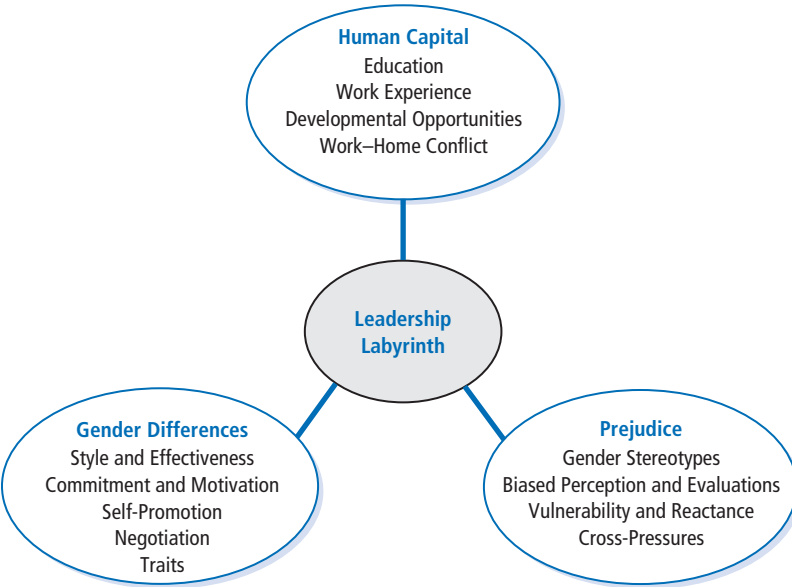 Human Capital
Education
Work Experience
Developmental Opportunities
Work–Home Conflict
Leadership
Labyrinth
Gender Differences
Style and Effectiveness
Commitment and Motivation
Self-Promotion
Negotiation
Traits
Prejudice
Gender Stereotypes
Biased Perception and Evaluations
Vulnerability and Reactance
Cross-Pressures